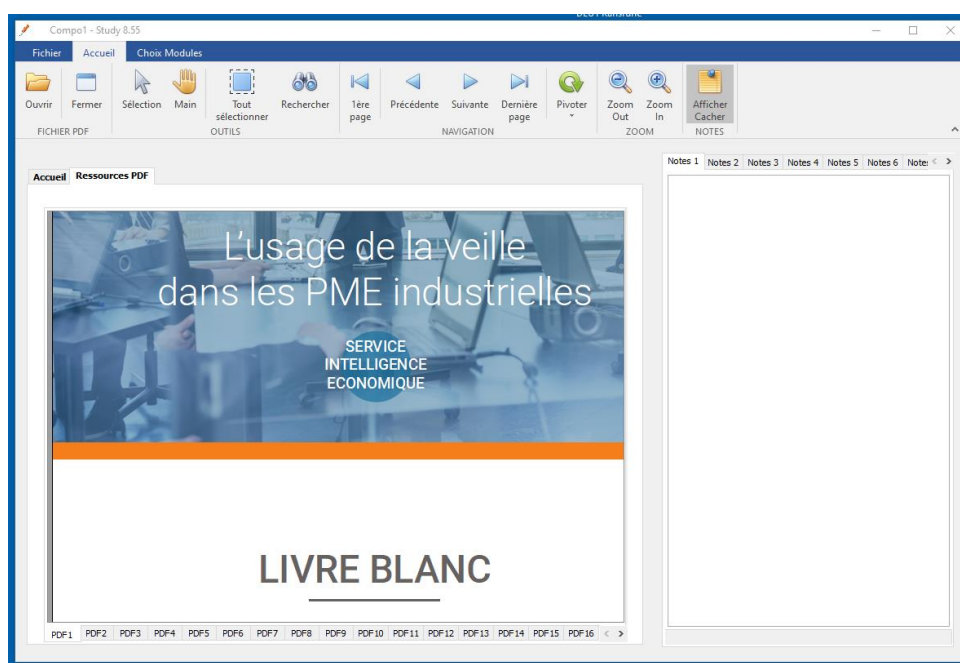 Compo1 - Study 8.55
Fichier Accueil Choix Modules
Ouvrir Fermer Sélection Main Tout sélectionner Rechercher 1ère page Précédente Suivante Dernière page Pivoter Zoom Out Zoom In Afficher Cacher
FICHIER PDF OUTILS NAVIGATION ZOOM NOTES
Accueil Ressources PDF
Notes 1 Notes 2 Notes 3 Notes 4 Notes 5 Notes 6
L'usage de la veille
dans les PME industrielles
SERVICE
INTELLIGENCE
ECONOMIQUE
LIVRE BLANC
PDF1 PDF2 PDF3 PDF4 PDF5 PDF6 PDF7 PDF8 PDF9 PDF10 PDF11 PDF12 PDF13 PDF14 PDF15 PDF16